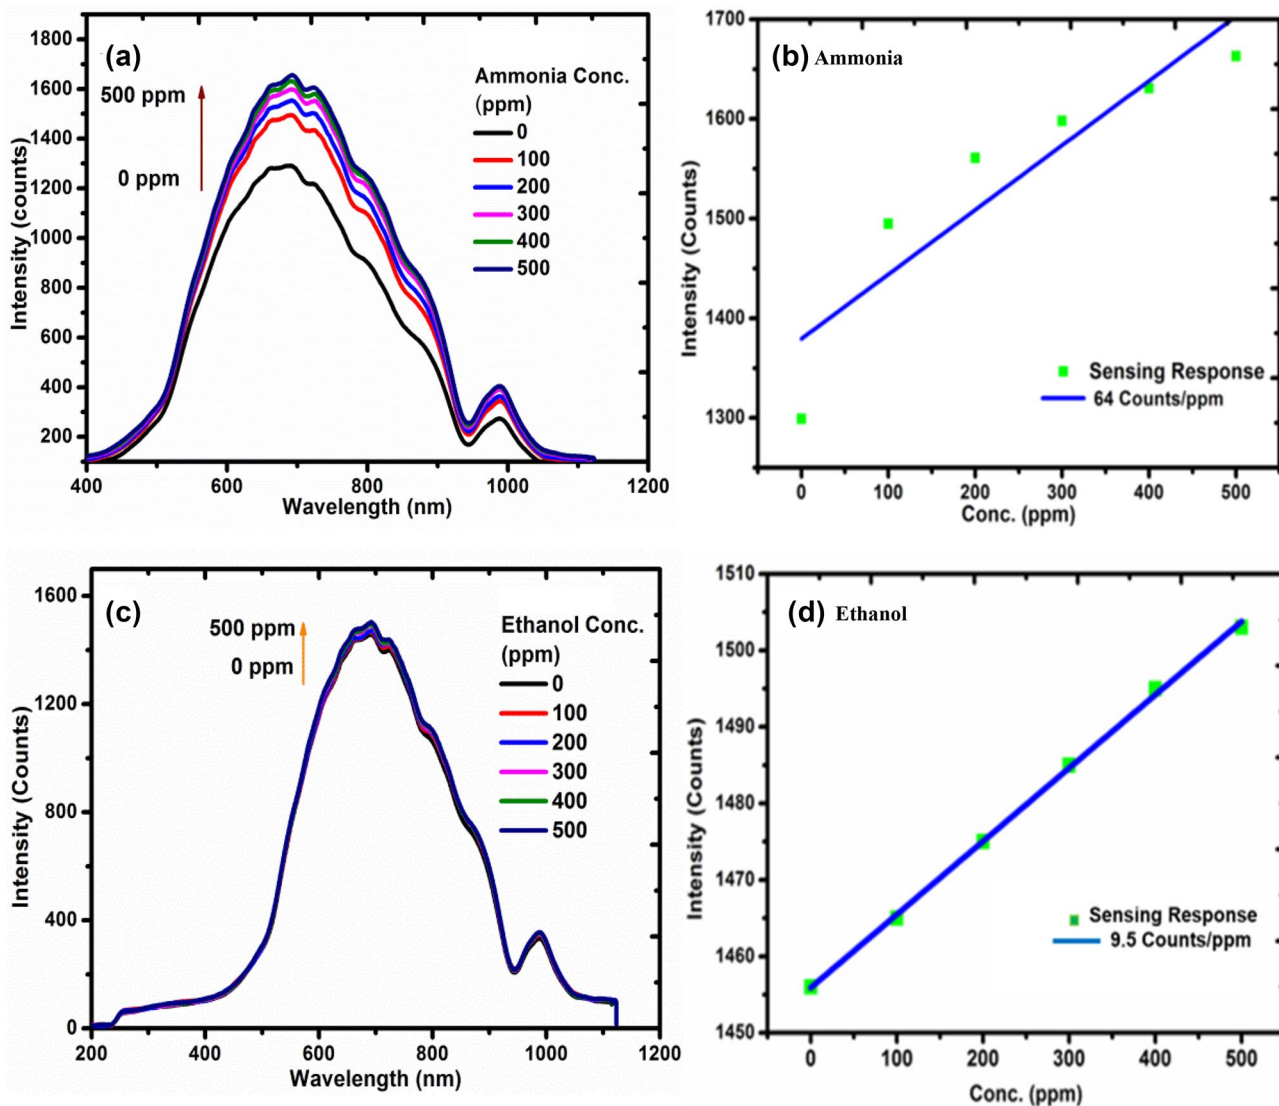 (a)
500 ppm
0 ppm
Ammonia Conc.
(ppm)
0
100
200
300
400
500
Intensity (counts)
1800
1600
1400
1200
1000
800
600
400
200
400
600
800
1000
1200
Wavelength (nm)
(b) Ammonia
Intensity (Counts)
1700
1600
1500
1400
1300
Sensing Response
64 Counts/ppm
0
100
200
300
400
500
Conc. (ppm)
(c)
500 ppm
0 ppm
Ethanol Conc.
(ppm)
0
100
200
300
400
500
Intensity (Counts)
1600
1200
800
400
0
200
400
600
800
1000
1200
Wavelength (nm)
(d) Ethanol
Intensity (Counts)
1510
1500
1490
1480
1470
1460
1450
Sensing Response
9.5 Counts/ppm
0
100
200
300
400
500
Conc. (ppm)